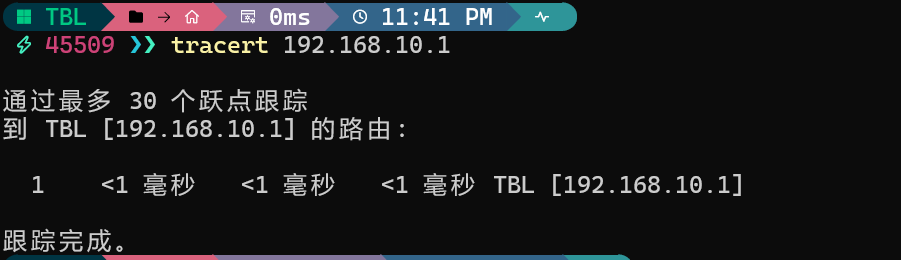 TBL 0ms 11:41 PM
45509 ❯❯ tracert 192.168.10.1
通过最多 30 个跃点跟踪
到 TBL [192.168.10.1] 的路由:
1 <1 毫秒 <1 毫秒 <1 毫秒 TBL [192.168.10.1]
跟踪完成。